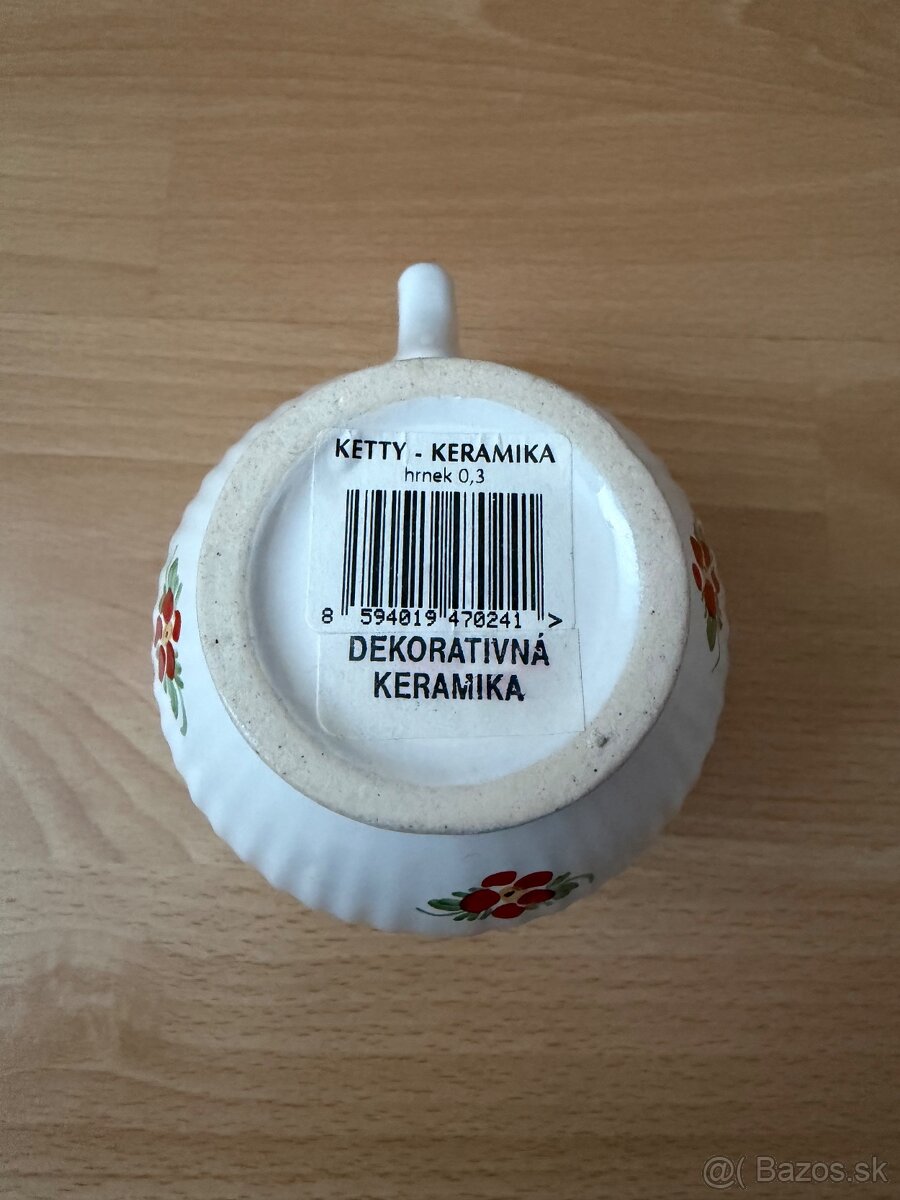 KETTY - KERAMIKA
hrnek 0,3
8 594019 470241 >
DEKORATIVNÁ
KERAMIKA
@( Bazos.sk